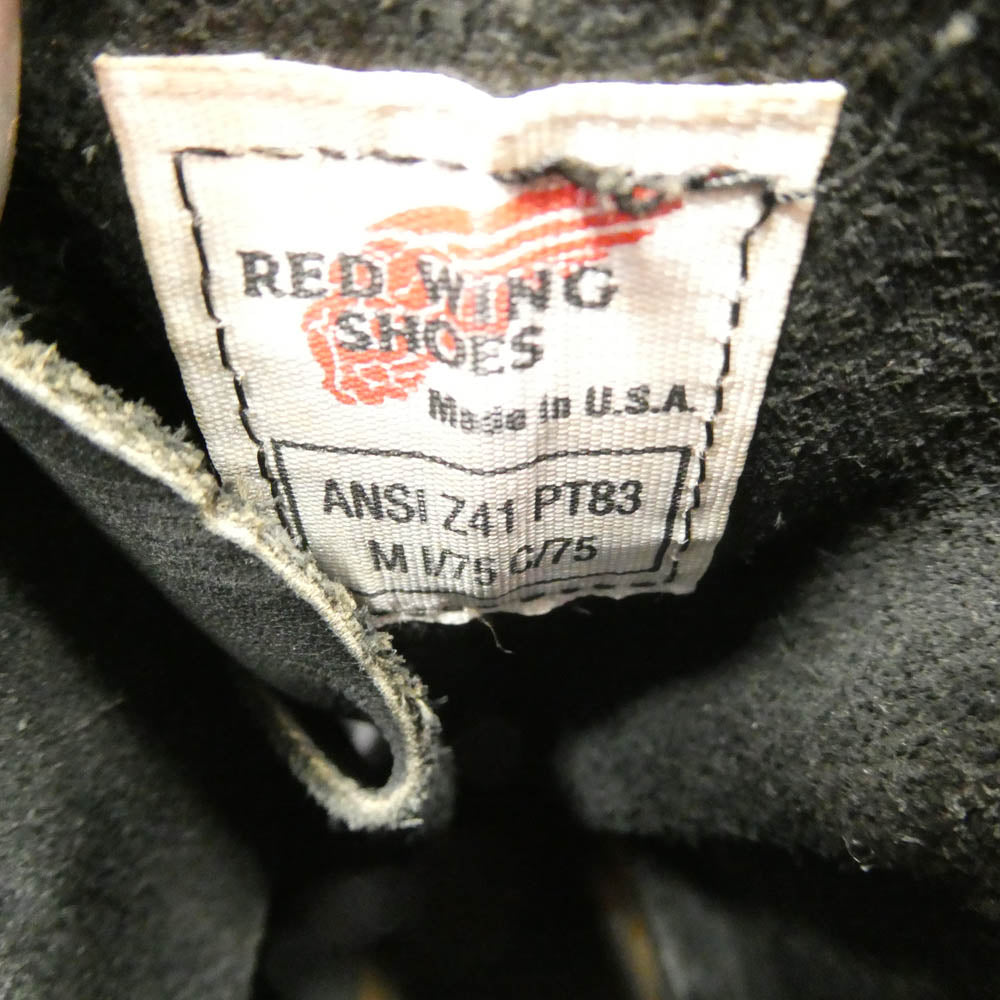 RED WING
SHOES
Made in U.S.A.
ANSI Z41 PT83
M I/75 C/75